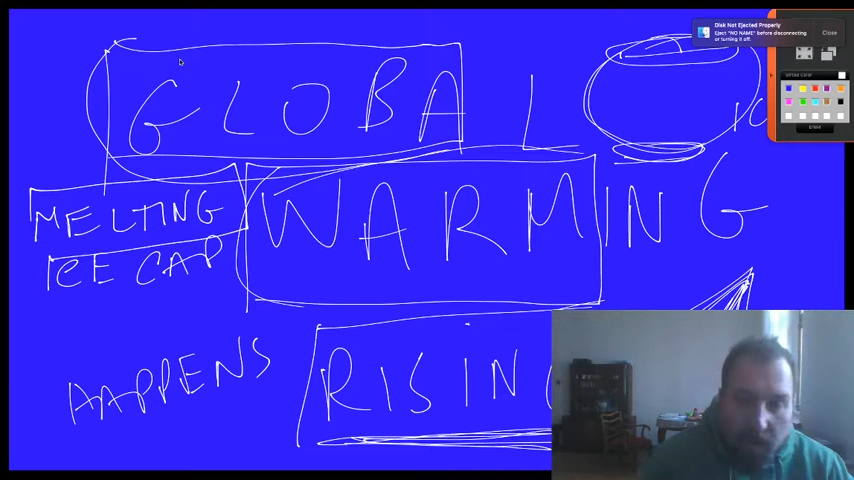 Disk Not Ejected Properly
Eject "NO NAME" before disconnecting
or turning it off.
Close
GLOBAL
MELTING
WARMING
ICE CAP
HAPPENS
RISIN
Erase